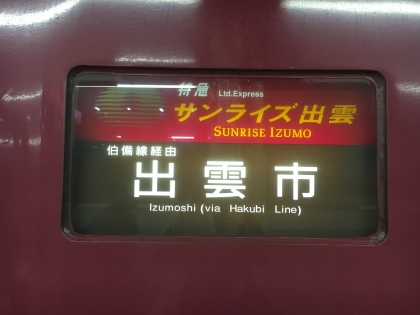 特急 Ltd.Express
サンライズ出雲
SUNRISE IZUMO
伯備線経由
出雲市
Izumoshi (via Hakubi Line)